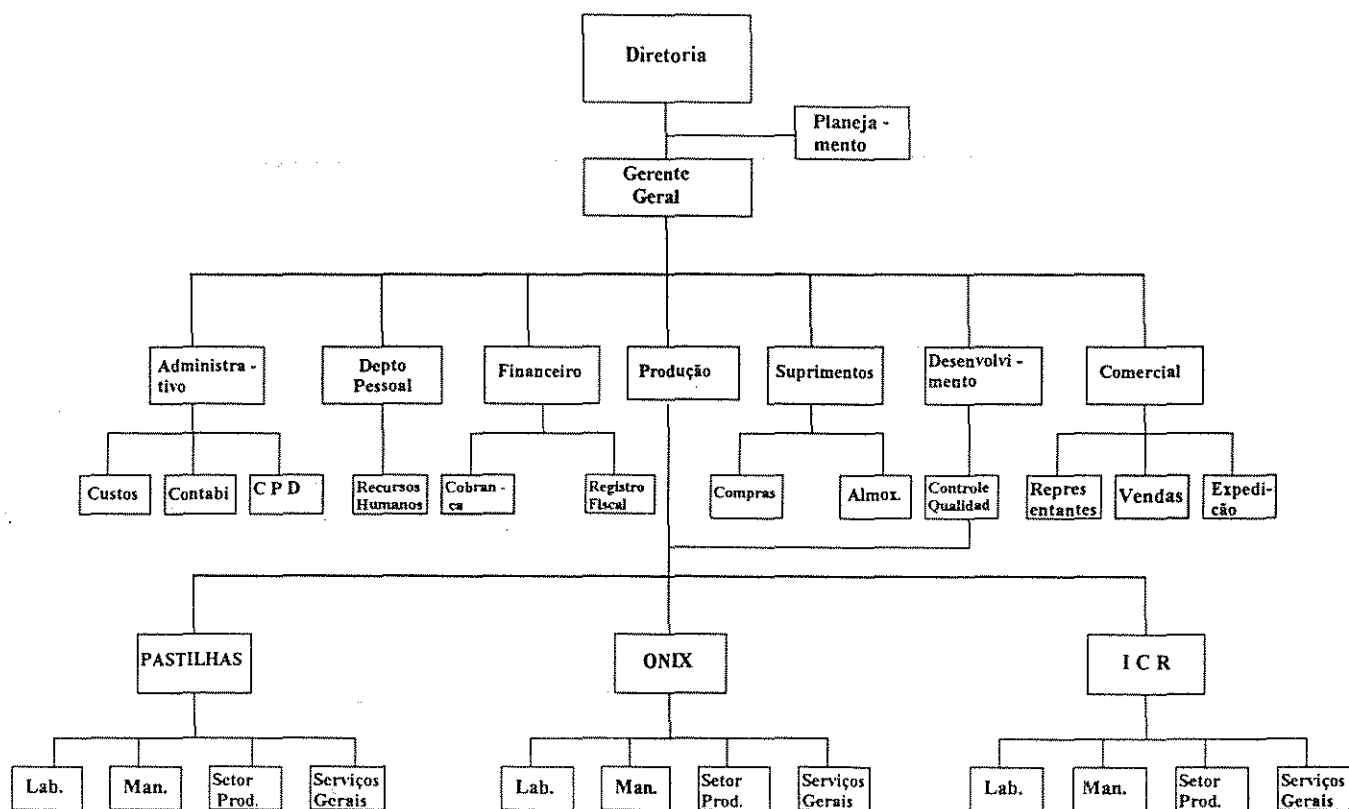 Diretoria
Planeja -
mento
Gerente
Geral
Administra -
tivo
Depto
Pessoal
Financeiro
Produção
Suprimentos
Desenvolvi -
mento
Comercial
Custos
Contabi
C P D
Recursos
Humanos
Cobran -
ca
Registro
Fiscal
Compras
Almox.
Controle
Qualidad
Repres
entantes
Vendas
Expedi-
cão
PASTILHAS
ONIX
I C R
Lab.
Man.
Setor
Prod.
Serviços
Gerais
Lab.
Man.
Setor
Prod.
Serviços
Gerais
Lab.
Man.
Setor
Prod.
Serviços
Gerais